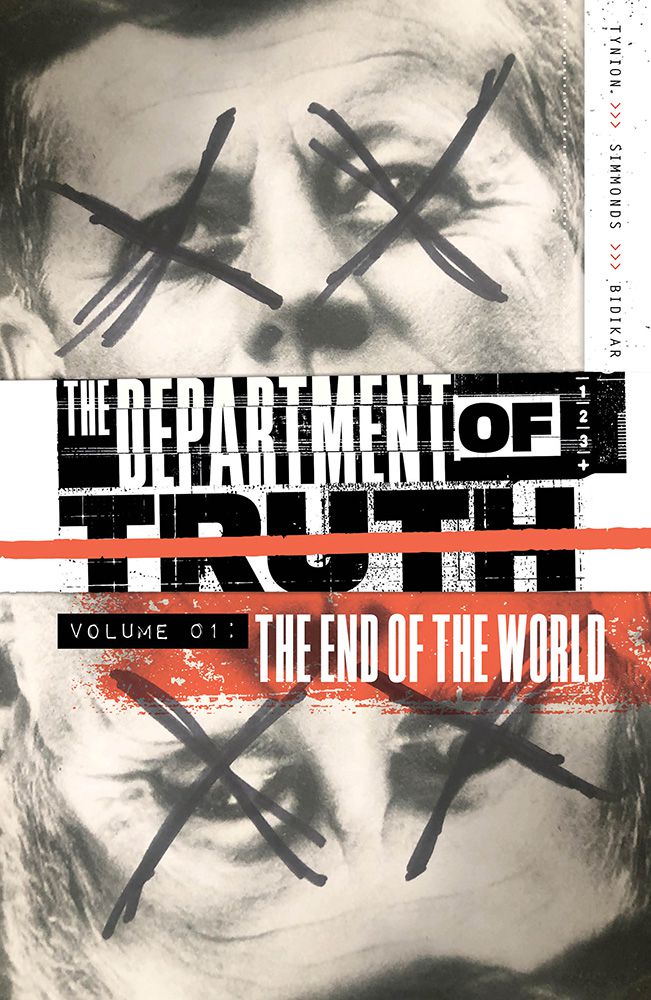 TYNION. >>> SIMMONDS >>> BIDIKAR
THE DEPARTMENT OF
1 2 3 +
TRUTH
VOLUME 01:
THE END OF THE WORLD